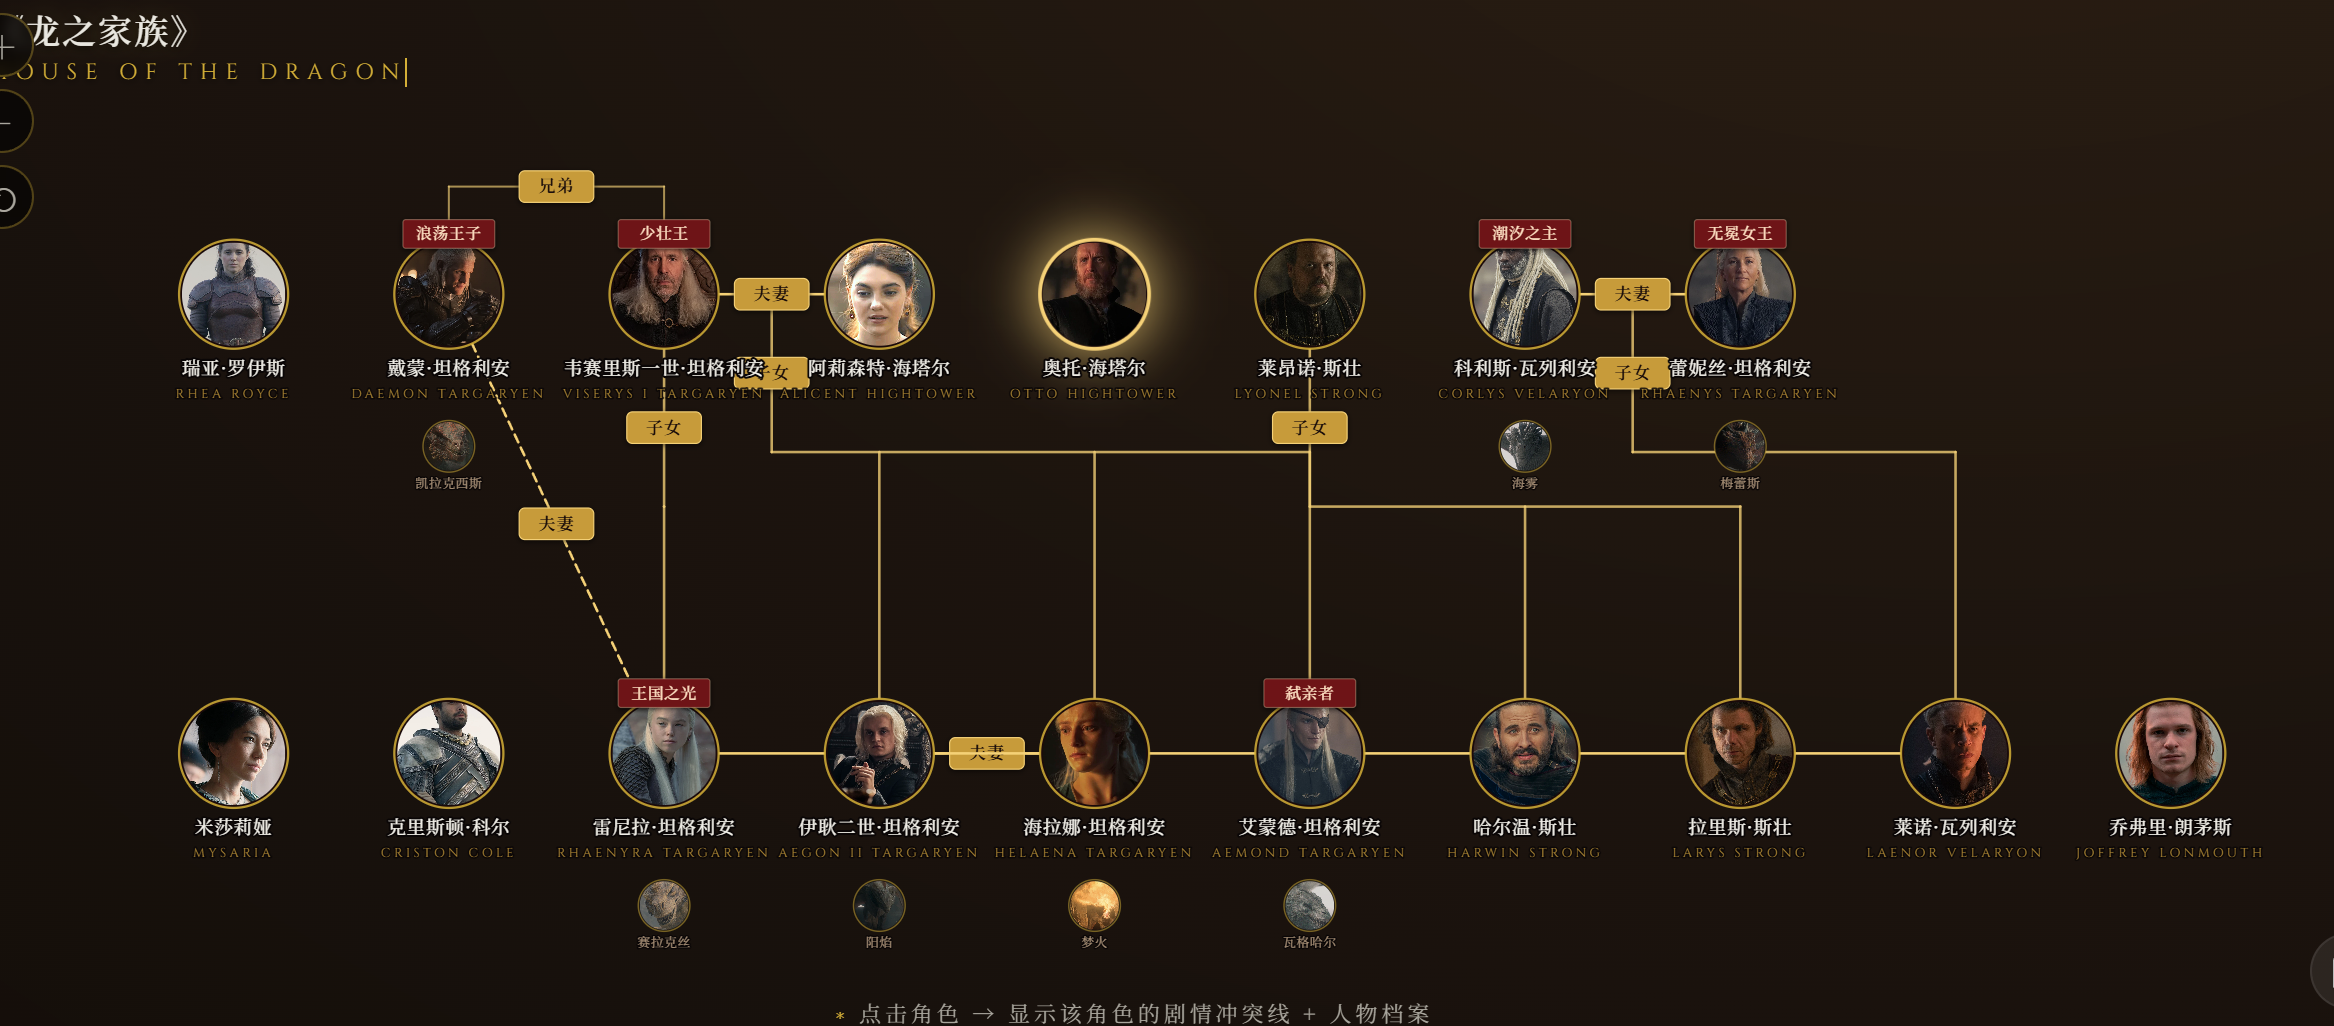 《龙之家族》
OUSE OF THE DRAGON
兄弟
浪荡王子
少壮王
潮汐之主
无冕女王
夫妻
夫妻
瑞亚·罗伊斯
戴蒙·坦格利安
韦赛里斯一世·坦格利安
子女
阿莉森特·海塔尔
奥托·海塔尔
莱昂诺·斯壮
科利斯·瓦列利安
子女
蕾妮丝·坦格利安
RHEA ROYCE
DAEMON TARGARYEN
VISERYS I TARGARYEN
ALICENT HIGHTOWER
OTTO HIGHTOWER
LYONEL STRONG
CORLYS VELARYON
RHAENYS TARGARYEN
子女
子女
凯拉克西斯
海雾
梅蕾斯
夫妻
王国之光
弑亲者
夫妻
米莎莉娅
克里斯顿·科尔
雷尼拉·坦格利安
伊耿二世·坦格利安
海拉娜·坦格利安
艾蒙德·坦格利安
哈尔温·斯壮
拉里斯·斯壮
莱诺·瓦列利安
乔弗里·朗茅斯
MYSARIA
CRISTON COLE
RHAENYRA TARGARYEN
AEGON II TARGARYEN
HELAENA TARGARYEN
AEMOND TARGARYEN
HARWIN STRONG
LARYS STRONG
LAENOR VELARYON
JOFFREY LONMOUTH
赛拉克丝
阳焰
梦火
瓦格哈尔
* 点击角色 → 显示该角色的剧情冲突线 + 人物档案